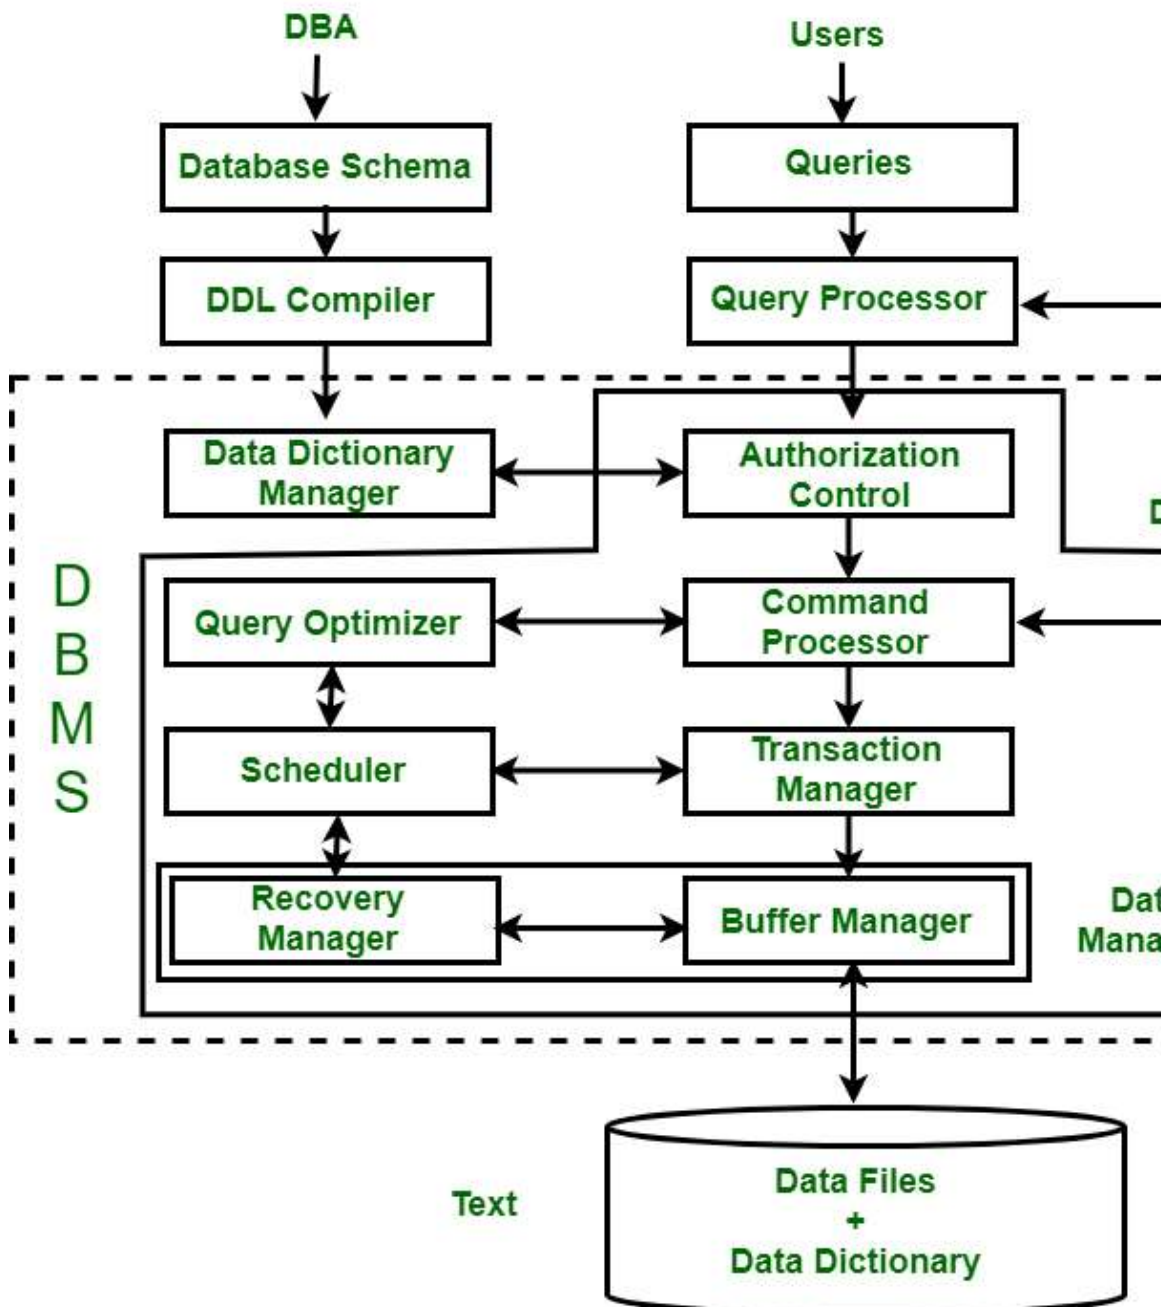 DBA
Users
Database Schema
Queries
DDL Compiler
Query Processor
Data Dictionary
Manager
Authorization
Control
D
B
M
S
Query Optimizer
Command
Processor
Scheduler
Transaction
Manager
Recovery
Manager
Buffer Manager
Text
Data Files
+
Data Dictionary